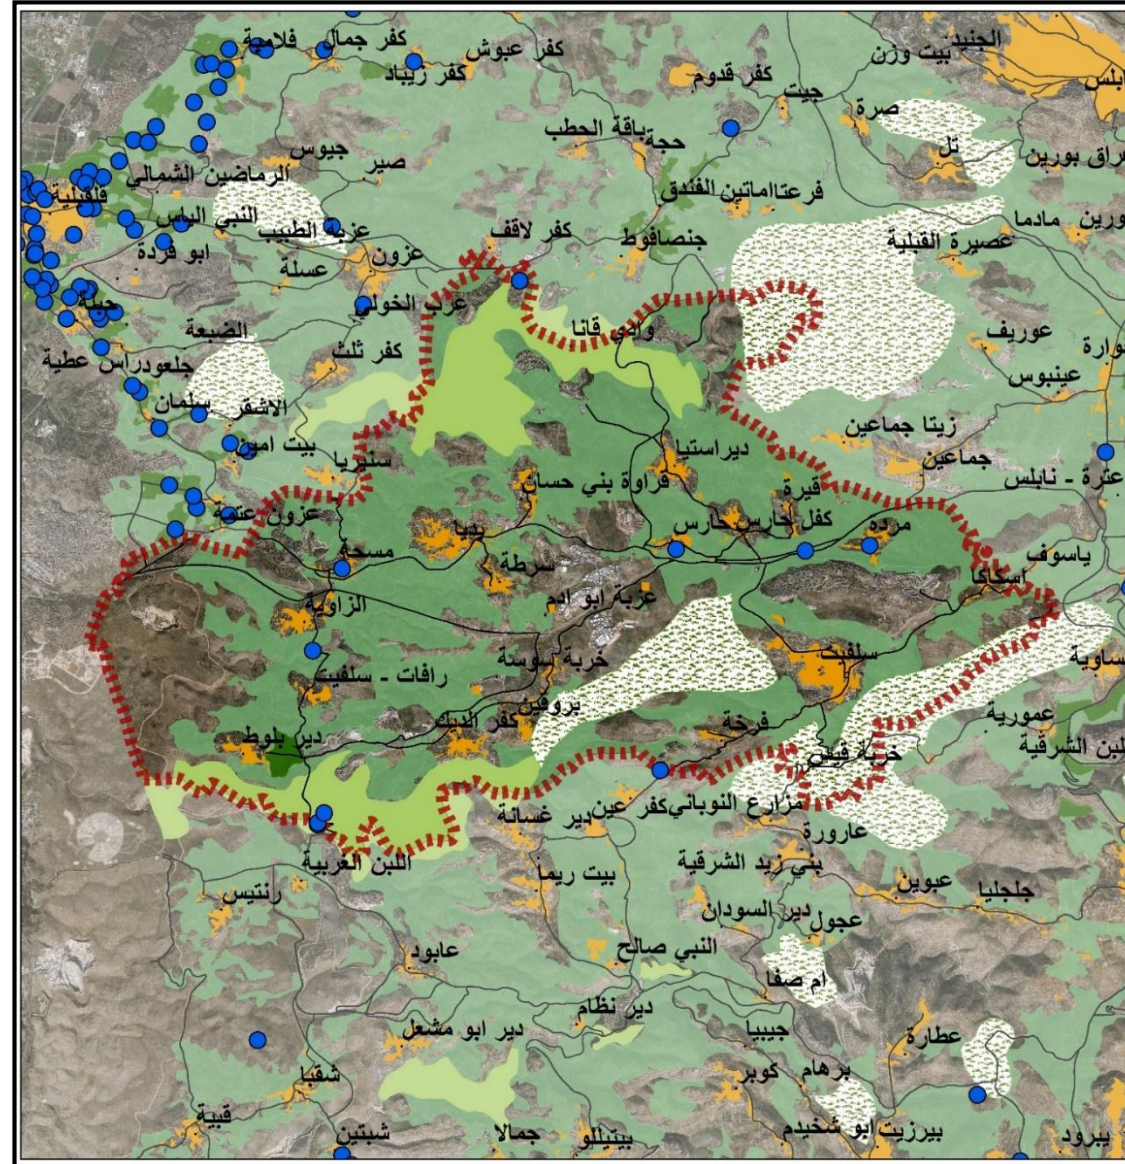 الجنيد
بيت وزن
كفر عبوش
كفر جمال
فلامية
كفر زيباد
كفر قدوم
جيت
صرة
تل
عراق بورين
باقة الحطب
حجة
جيوس
صير
الرماضين الشمالي
قلقيلية
الفندق
اماتين
فرعتا
مادما
بورين
النبي الياس
عزبة الطبيب
ابو فردة
عزون
كفر لاقف
جنصافوط
عصيرة القبلية
عسلة
عرب الخولي
وادي قانا
حبلة
الضبعة
كفر ثلث
عوريف
راس عطية
جلعود
عينبوس
سلمان
الاشقر
بيت امين
سنيريا
ديراستيا
زيتا جماعين
جماعين
عترة - نابلس
قراوة بني حسان
قيرة
عزون عتمة
بديا
حارس
كفل حارس
مرده
مسحة
سرطة
ياسوف
اسكاكا
الزاوية
عزبة ابو ادم
خربة سوسة
سلفيت
رافات - سلفيت
بروقين
كفر الديك
فرخة
عمورية
دير بلوط
خربة قيس
اللبن الشرقية
دير غسانة
كفر عين
مزارع النوباني
عارورة
اللبن الغربية
بيت ريما
بني زيد الشرقية
رنتيس
عبوين
جلجليا
دير السودان
عجول
عابود
النبي صالح
ام صفا
دير نظام
دير ابو مشعل
جيبيا
عطارة
شقبا
كوبر
برهام
قبية
شبتين
جمالا
بيتيللو
ابو شخيدم
بيرزيت
يبرود